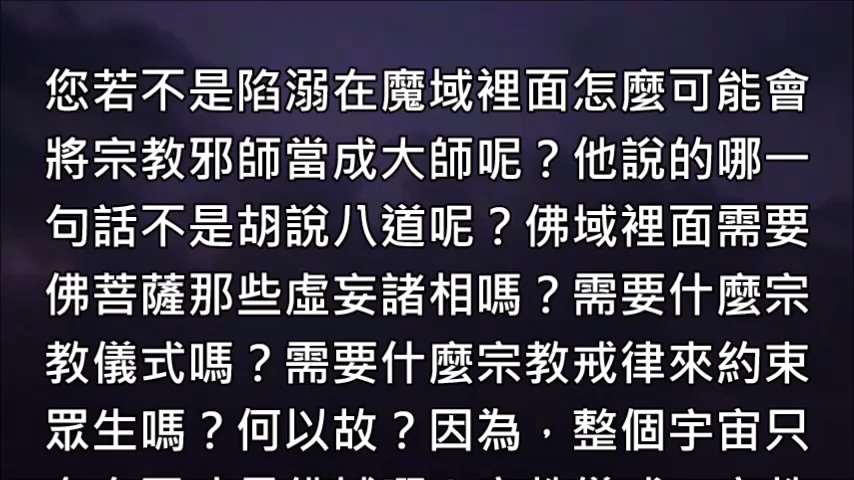 您若不是陷溺在魔域裡面怎麼可能會
將宗教邪師當成大師呢？他說的哪一
句話不是胡說八道呢？佛域裡面需要
佛菩薩那些虛妄諸相嗎？需要什麼宗
教儀式嗎？需要什麼宗教戒律來約束
眾生嗎？何以故？因為，整個宇宙只